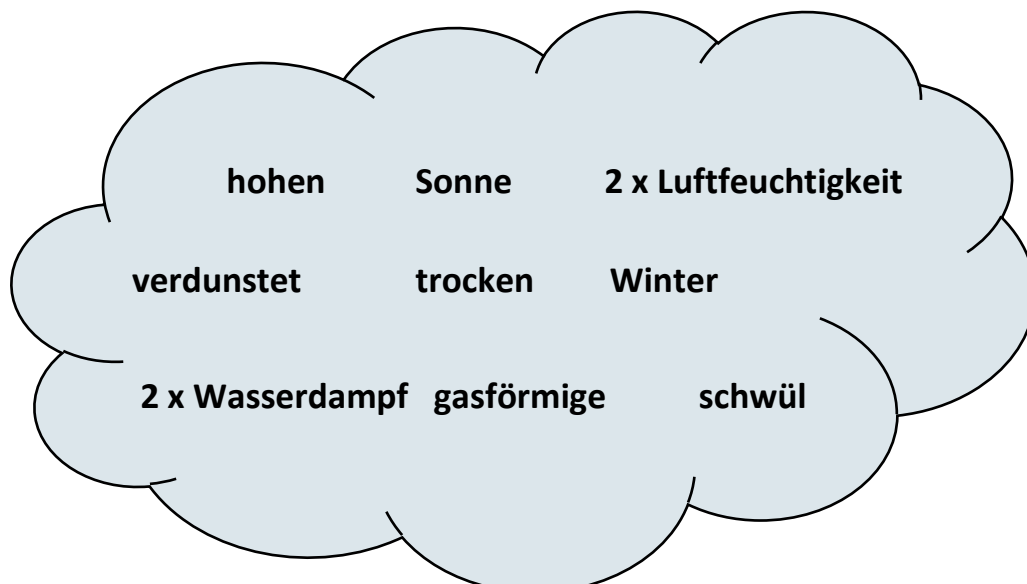 hohen Sonne 2 x Luftfeuchtigkeit
verdunstet trocken Winter
2 x Wasserdampf gasförmige schwül